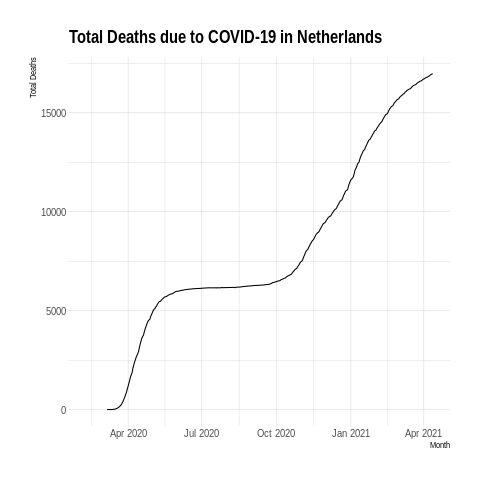 Total Deaths due to COVID-19 in Netherlands
Total Deaths
15000
10000
5000
0
Apr 2020 Jul 2020 Oct 2020 Jan 2021 Apr 2021
Month